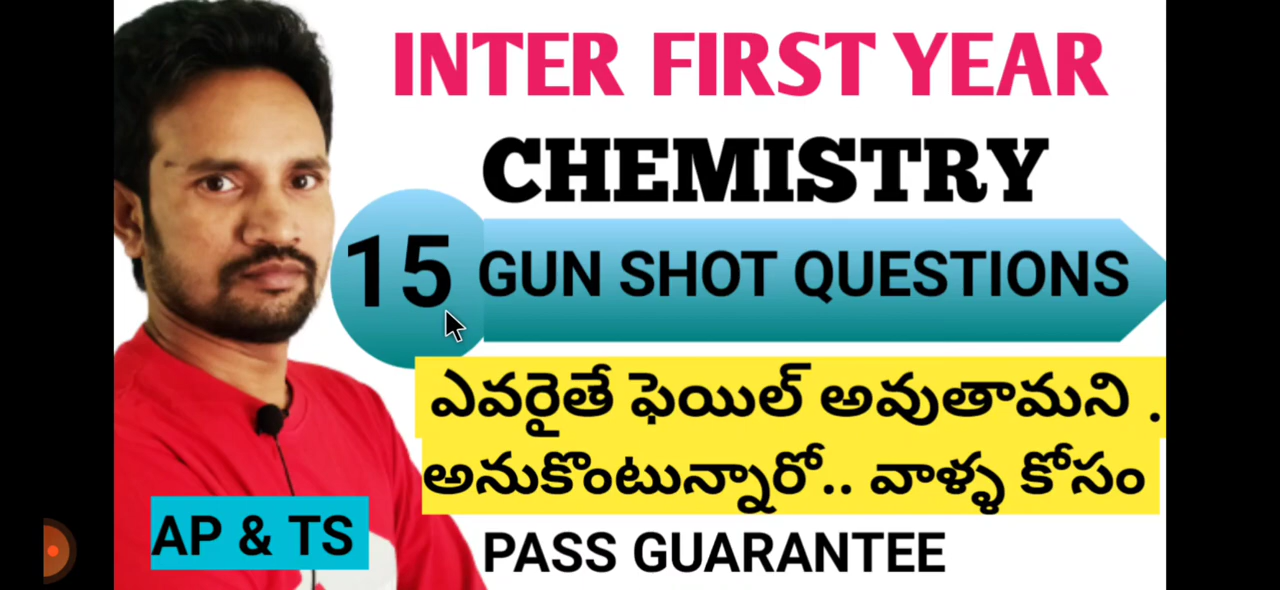 INTER FIRST YEAR
CHEMISTRY
15 GUN SHOT QUESTIONS
ఎవరైతే ఫెయిల్ అవుతామని .
అనుకొంటున్నారో.. వాళ్ళ కోసం
AP & TS
PASS GUARANTEE